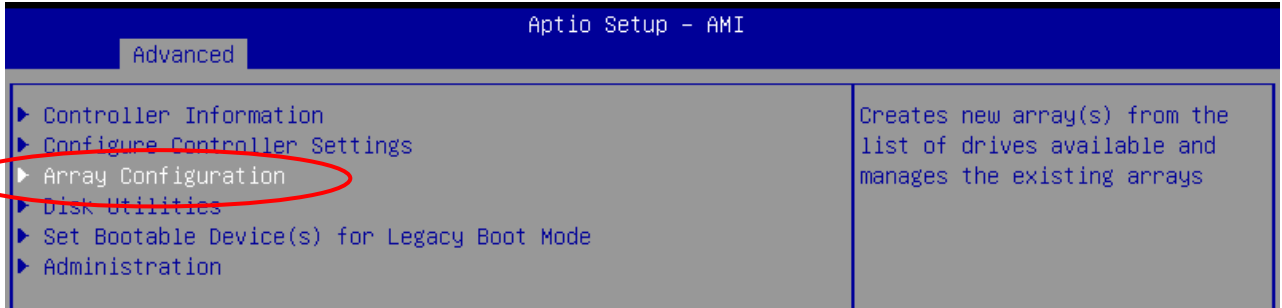 Aptio Setup – AMI
Advanced
▶ Controller Information
▶ Configure Controller Settings
▶ Array Configuration
▶ Disk Utilities
▶ Set Bootable Device(s) for Legacy Boot Mode
▶ Administration
Creates new array(s) from the
list of drives available and
manages the existing arrays